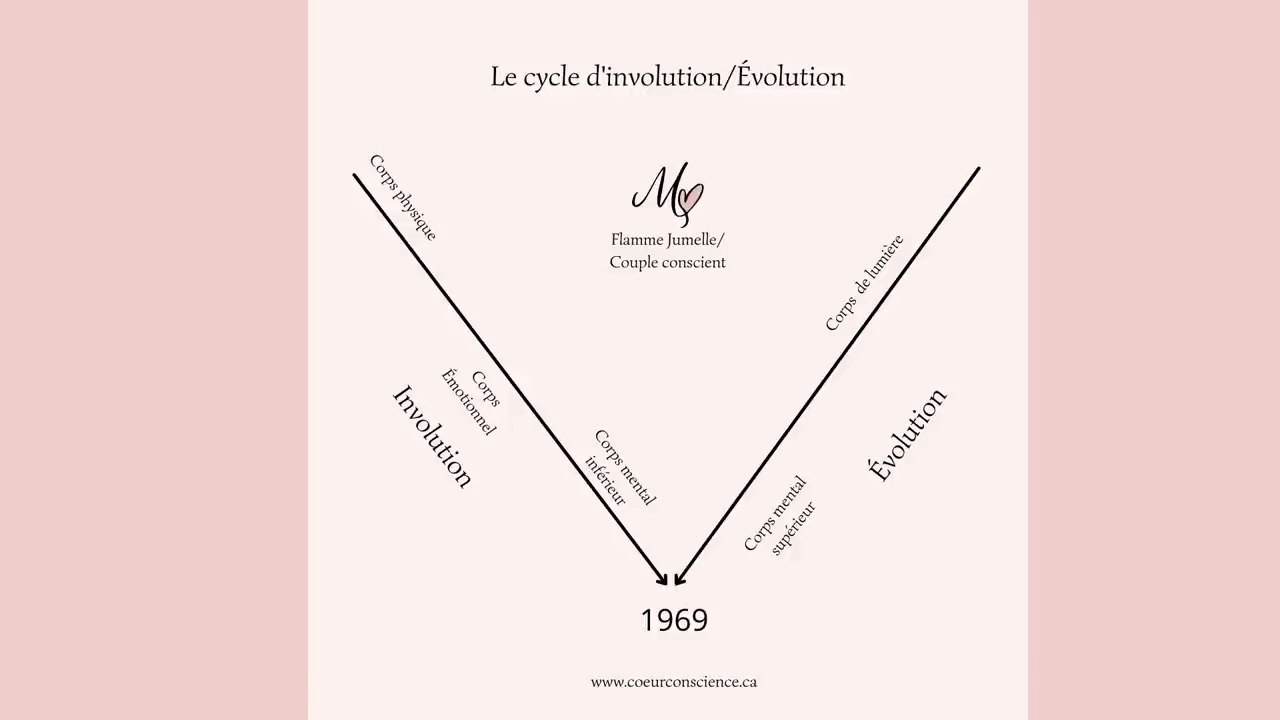 Le cycle d'involution/Évolution
M
Flamme Jumelle/
Couple conscient
Corps physique
Corps
Émotionnel
Involution
Corps mental
inférieur
Corps de lumière
Évolution
Corps mental
supérieur
1969
www.coeurconscience.ca